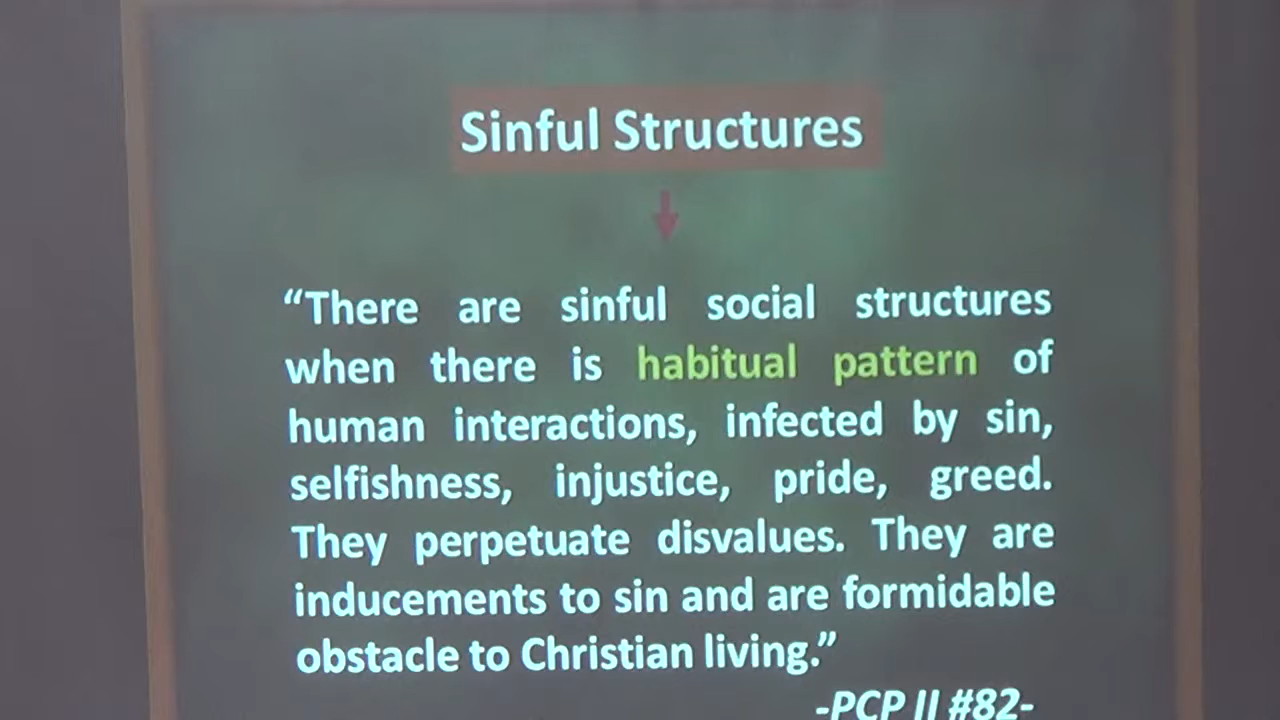 Sinful Structures
“There are sinful social structures
when there is habitual pattern of
human interactions, infected by sin,
selfishness, injustice, pride, greed.
They perpetuate disvalues. They are
inducements to sin and are formidable
obstacle to Christian living.”
-PCP II #82-